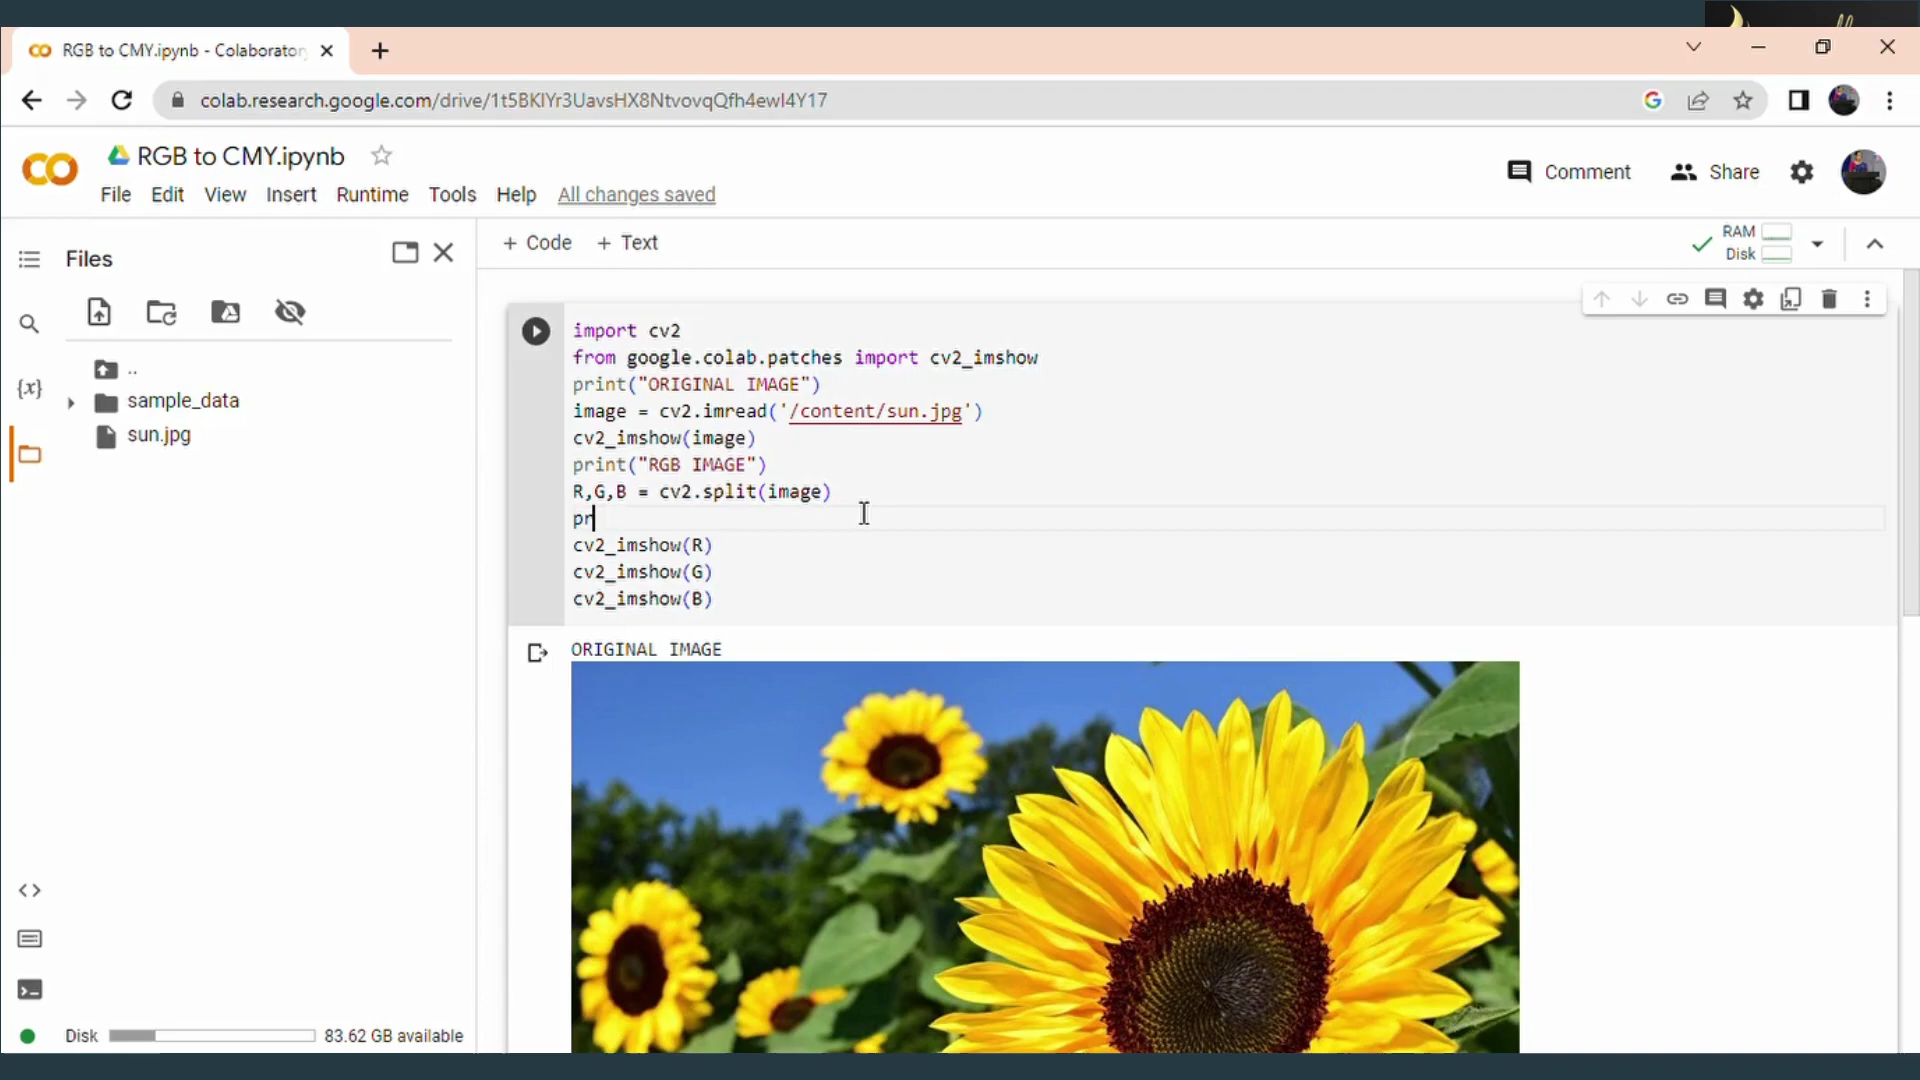 RGB to CMY.ipynb - Colaborator
colab.research.google.com/drive/1t5BKlYr3UavsHX8NtvovqQfh4ewI4Y17
RGB to CMY.ipynb
Comment
Share
File Edit View Insert Runtime Tools Help All changes saved
Files
+ Code + Text
RAM
Disk
..
sample_data
sun.jpg
{x}
import cv2
from google.colab.patches import cv2_imshow
print("ORIGINAL IMAGE")
image = cv2.imread('/content/sun.jpg')
cv2_imshow(image)
print("RGB IMAGE")
R,G,B = cv2.split(image)
pr
cv2_imshow(R)
cv2_imshow(G)
cv2_imshow(B)
ORIGINAL IMAGE
Disk 83.62 GB available